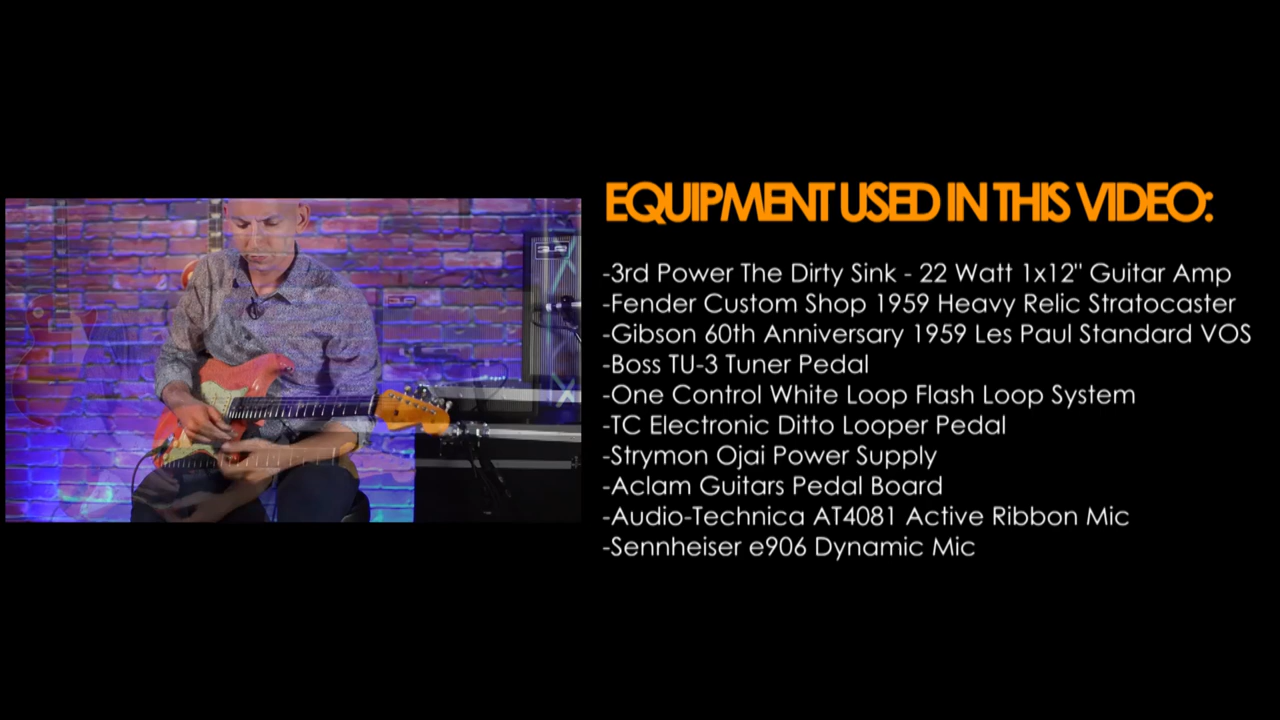 EQUIPMENT USED IN THIS VIDEO:
-3rd Power The Dirty Sink - 22 Watt 1x12" Guitar Amp
-Fender Custom Shop 1959 Heavy Relic Stratocaster
-Gibson 60th Anniversary 1959 Les Paul Standard VOS
-Boss TU-3 Tuner Pedal
-One Control White Loop Flash Loop System
-TC Electronic Ditto Looper Pedal
-Strymon Ojai Power Supply
-Aclam Guitars Pedal Board
-Audio-Technica AT4081 Active Ribbon Mic
-Sennheiser e906 Dynamic Mic